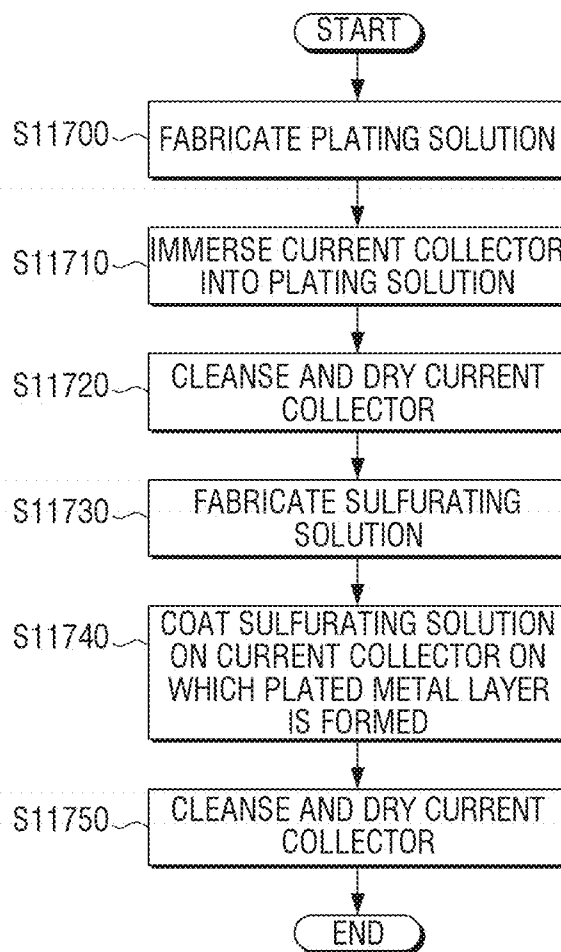 START
S11700
FABRICATE PLATING SOLUTION
S11710
IMMERSE CURRENT COLLECTOR
INTO PLATING SOLUTION
S11720
CLEANSE AND DRY CURRENT
COLLECTOR
S11730
FABRICATE SULFURATING
SOLUTION
S11740
COAT SULFURATING SOLUTION
ON CURRENT COLLECTOR ON
WHICH PLATED METAL LAYER
IS FORMED
S11750
CLEANSE AND DRY CURRENT
COLLECTOR
END